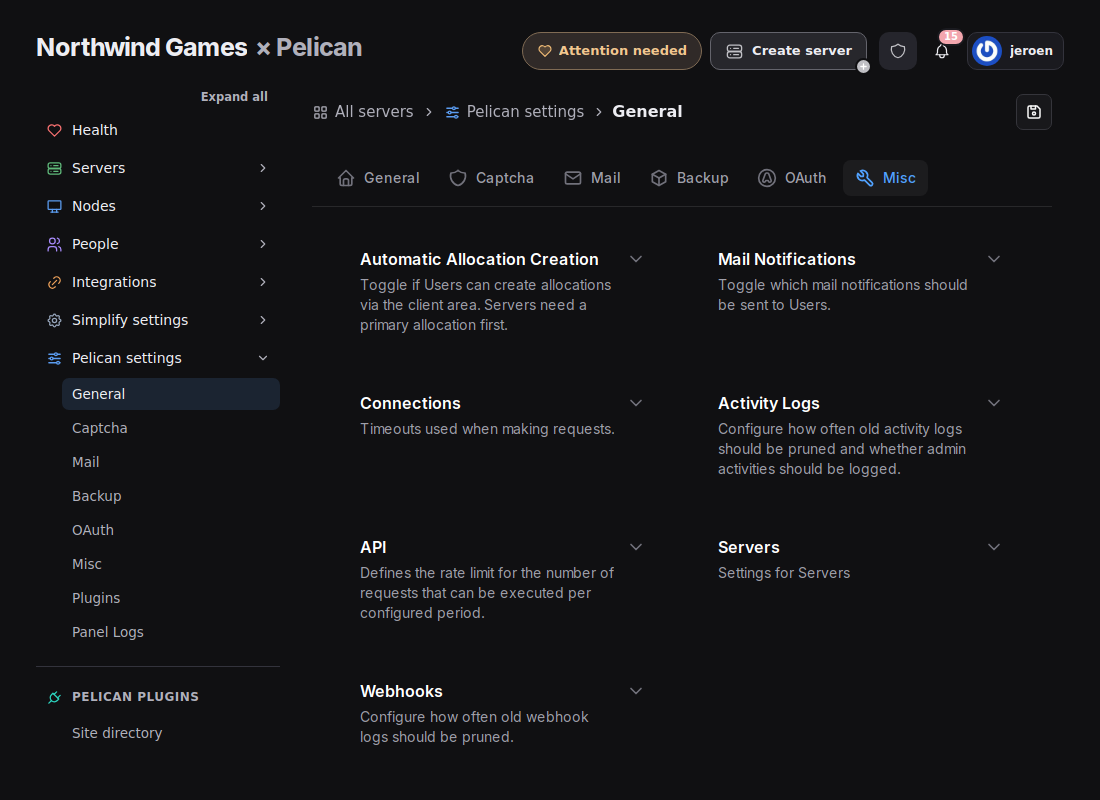 Northwind Games × Pelican
Attention needed
Create server
15
jeroen
Expand all
Health
Servers
Nodes
People
Integrations
Simplify settings
Pelican settings
General
Captcha
Mail
Backup
OAuth
Misc
Plugins
Panel Logs
PELICAN PLUGINS
Site directory
All servers > Pelican settings > General
General
Captcha
Mail
Backup
OAuth
Misc
Automatic Allocation Creation
Toggle if Users can create allocations
via the client area. Servers need a
primary allocation first.
Mail Notifications
Toggle which mail notifications should
be sent to Users.
Connections
Timeouts used when making requests.
Activity Logs
Configure how often old activity logs
should be pruned and whether admin
activities should be logged.
API
Defines the rate limit for the number of
requests that can be executed per
configured period.
Servers
Settings for Servers
Webhooks
Configure how often old webhook
logs should be pruned.